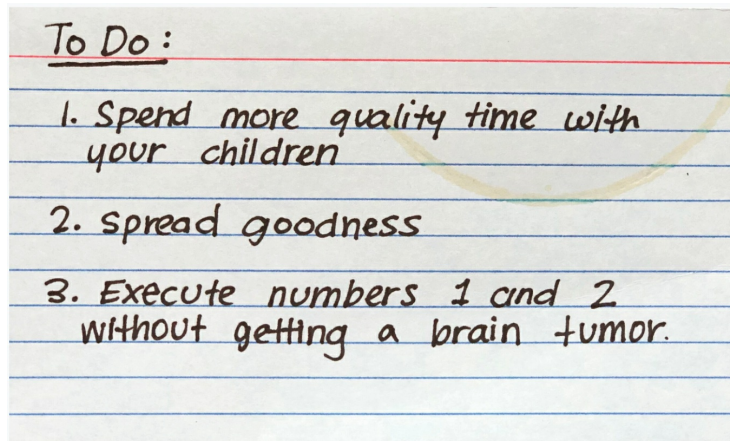 To Do:
1. Spend more quality time with
your children
2. spread goodness
3. Execute numbers 1 and 2
without getting a brain tumor.